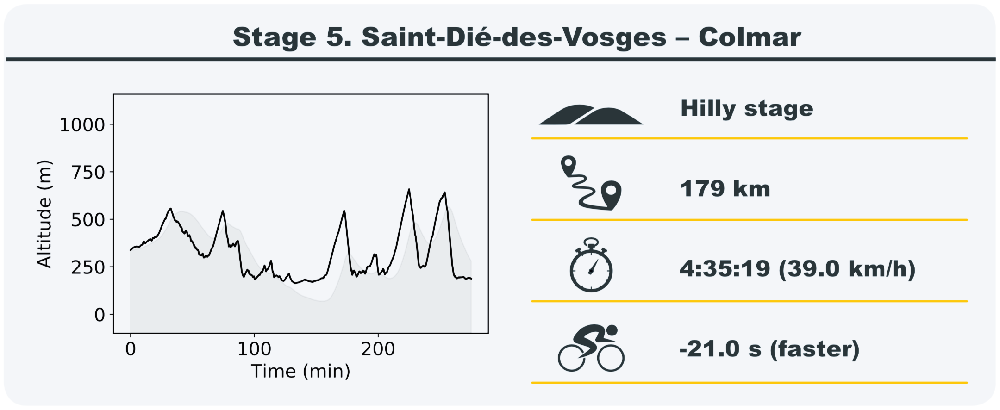 Stage 5. Saint-Dié-des-Vosges – Colmar
1000
750
500
250
0
Altitude (m)
0 100 200
Time (min)
Hilly stage
179 km
4:35:19 (39.0 km/h)
-21.0 s (faster)